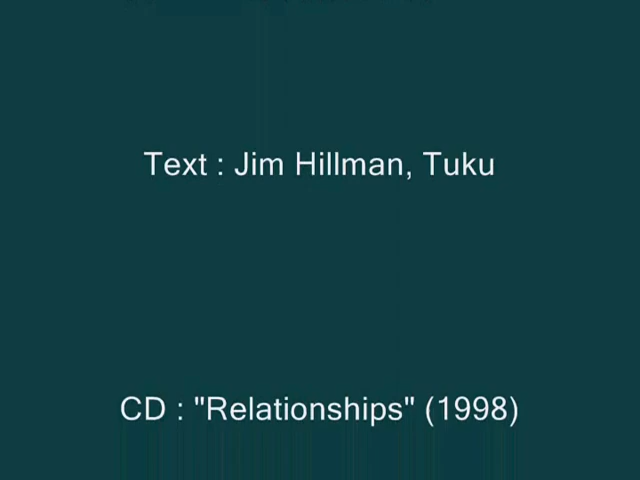 Text : Jim Hillman, Tuku
CD : "Relationships" (1998)